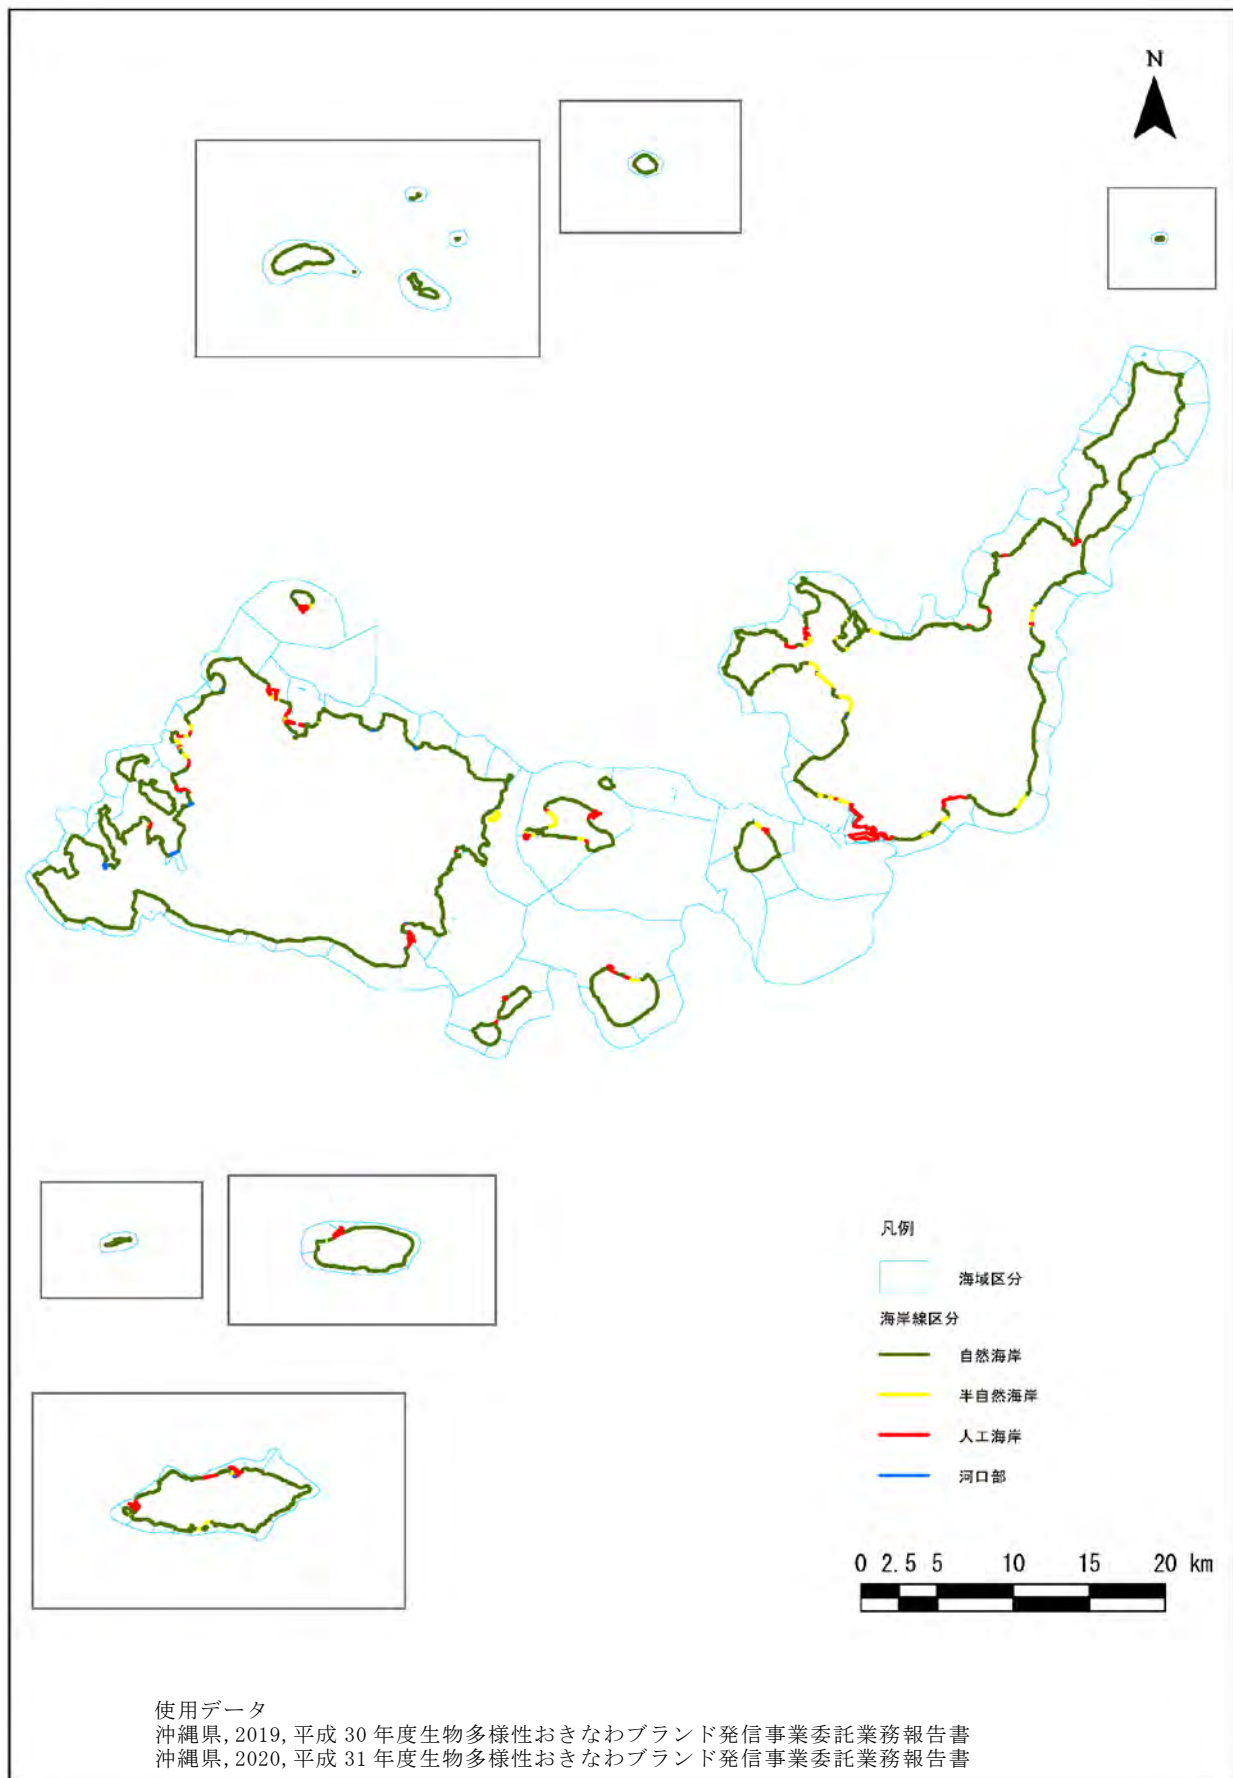 N
凡例
海域区分
海岸線区分
自然海岸
半自然海岸
人工海岸
河口部
0 2.5 5 10 15 20 km
使用データ
沖縄県,2019,平成 30 年度生物多様性おきなわブランド発信事業委託業務報告書
沖縄県,2020,平成 31 年度生物多様性おきなわブランド発信事業委託業務報告書